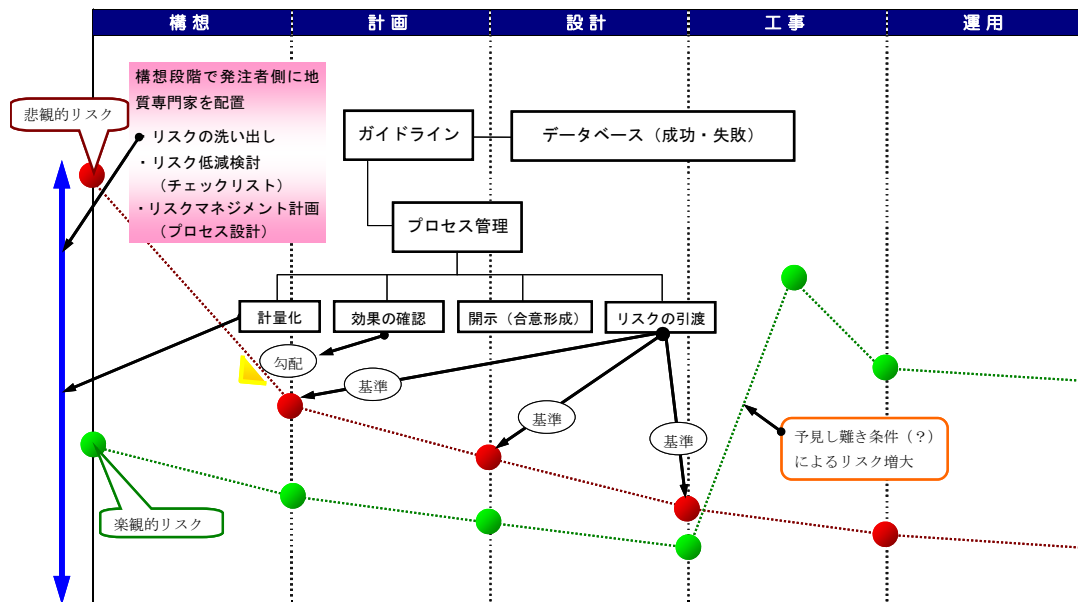 構想 計画 設計 工事 運用
構想段階で発注者側に地
質専門家を配置
リスクの洗い出し
・リスク低減検討
（チェックリスト）
・リスクマネジメント計画
（プロセス設計）
悲観的リスク
ガイドライン
データベース（成功・失敗）
プロセス管理
計量化
効果の確認
開示（合意形成）
リスクの引渡
勾配
基準
基準
基準
予見し難き条件（？）
によるリスク増大
楽観的リスク